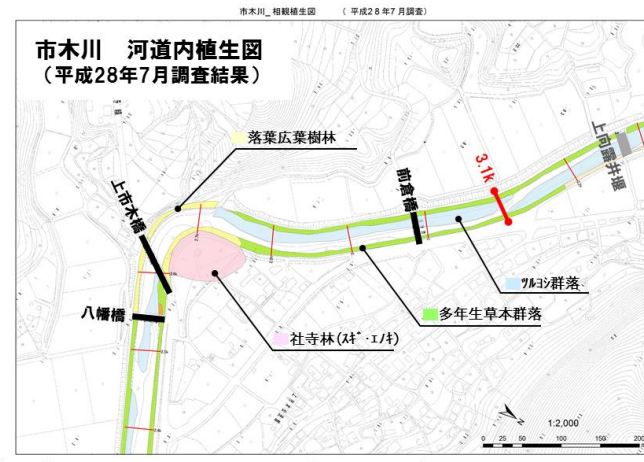 市木川_相観植生図　（平成28年7月調査）
市木川　河道内植生図
（平成28年7月調査結果）
落葉広葉樹林
上向露井堰
3.1k
前倉橋
上市木橋
八幡橋
ツルヨシ群落
多年生草本群落
社寺林(スギ・エノキ)
N
1:2,000
0 25 50 100 150 200